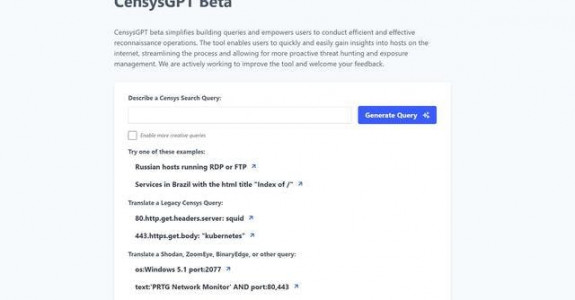 CensysGPT Beta
CensysGPT beta simplifies building queries and empowers users to conduct efficient and effective
reconnaissance operations. The tool enables users to quickly and easily gain insights into hosts on the
internet, streamlining the process and allowing for more proactive threat hunting and exposure
management. We are actively working to improve the tool and welcome your feedback.
Describe a Censys Search Query:
Generate Query
Enable more creative queries
Try one of these examples:
Russian hosts running RDP or FTP
Services in Brazil with the html title "Index of /"
Translate a Legacy Censys Query:
80.http.get.headers.server: squid
443.https.get.body: "kubernetes"
Translate a Shodan, ZoomEye, BinaryEdge, or other query:
os:Windows 5.1 port:2077
text:'PRTG Network Monitor' AND port:80,443